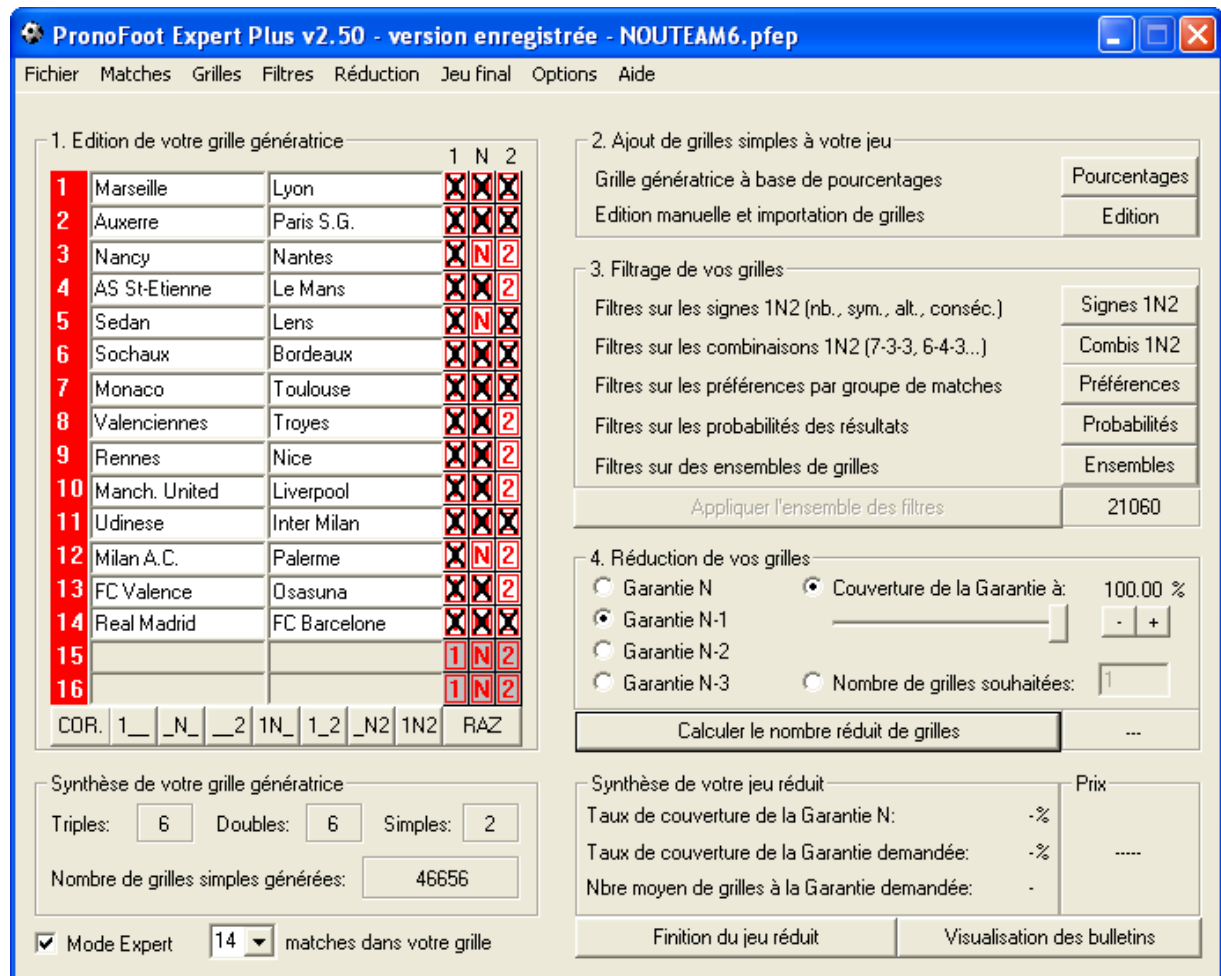 PronoFoot Expert Plus v2.50 - version enregistrée - NOUTEAM6.pfep
Fichier Matches Grilles Filtres Réduction Jeu final Options Aide
1. Edition de votre grille génératrice
1 N 2
1 Marseille Lyon
2 Auxerre Paris S.G.
3 Nancy Nantes N 2
4 AS St-Etienne Le Mans 2
5 Sedan Lens N
6 Sochaux Bordeaux
7 Monaco Toulouse
8 Valenciennes Troyes 2
9 Rennes Nice 2
10 Manch. United Liverpool 2
11 Udinese Inter Milan
12 Milan A.C. Palerme N 2
13 FC Valence Osasuna 2
14 Real Madrid FC Barcelone
15 1 N 2
16 1 N 2
COR. 1__ _N_ __2 1N_ 1_2 _N2 1N2 RAZ
Synthèse de votre grille génératrice
Triples: 6 Doubles: 6 Simples: 2
Nombre de grilles simples générées: 46656
Mode Expert 14 matches dans votre grille
2. Ajout de grilles simples à votre jeu
Grille génératrice à base de pourcentages Pourcentages
Edition manuelle et importation de grilles Edition
3. Filtrage de vos grilles
Filtres sur les signes 1N2 (nb., sym., alt., conséc.) Signes 1N2
Filtres sur les combinaisons 1N2 (7-3-3, 6-4-3...) Combis 1N2
Filtres sur les préférences par groupe de matches Préférences
Filtres sur les probabilités des résultats Probabilités
Filtres sur des ensembles de grilles Ensembles
Appliquer l'ensemble des filtres 21060
4. Réduction de vos grilles
Garantie N Couverture de la Garantie à: 100.00 %
Garantie N-1 - +
Garantie N-2
Garantie N-3 Nombre de grilles souhaitées: 1
Calculer le nombre réduit de grilles ---
Synthèse de votre jeu réduit Prix
Taux de couverture de la Garantie N: -%
Taux de couverture de la Garantie demandée: -% -----
Nbre moyen de grilles à la Garantie demandée: -
Finition du jeu réduit Visualisation des bulletins